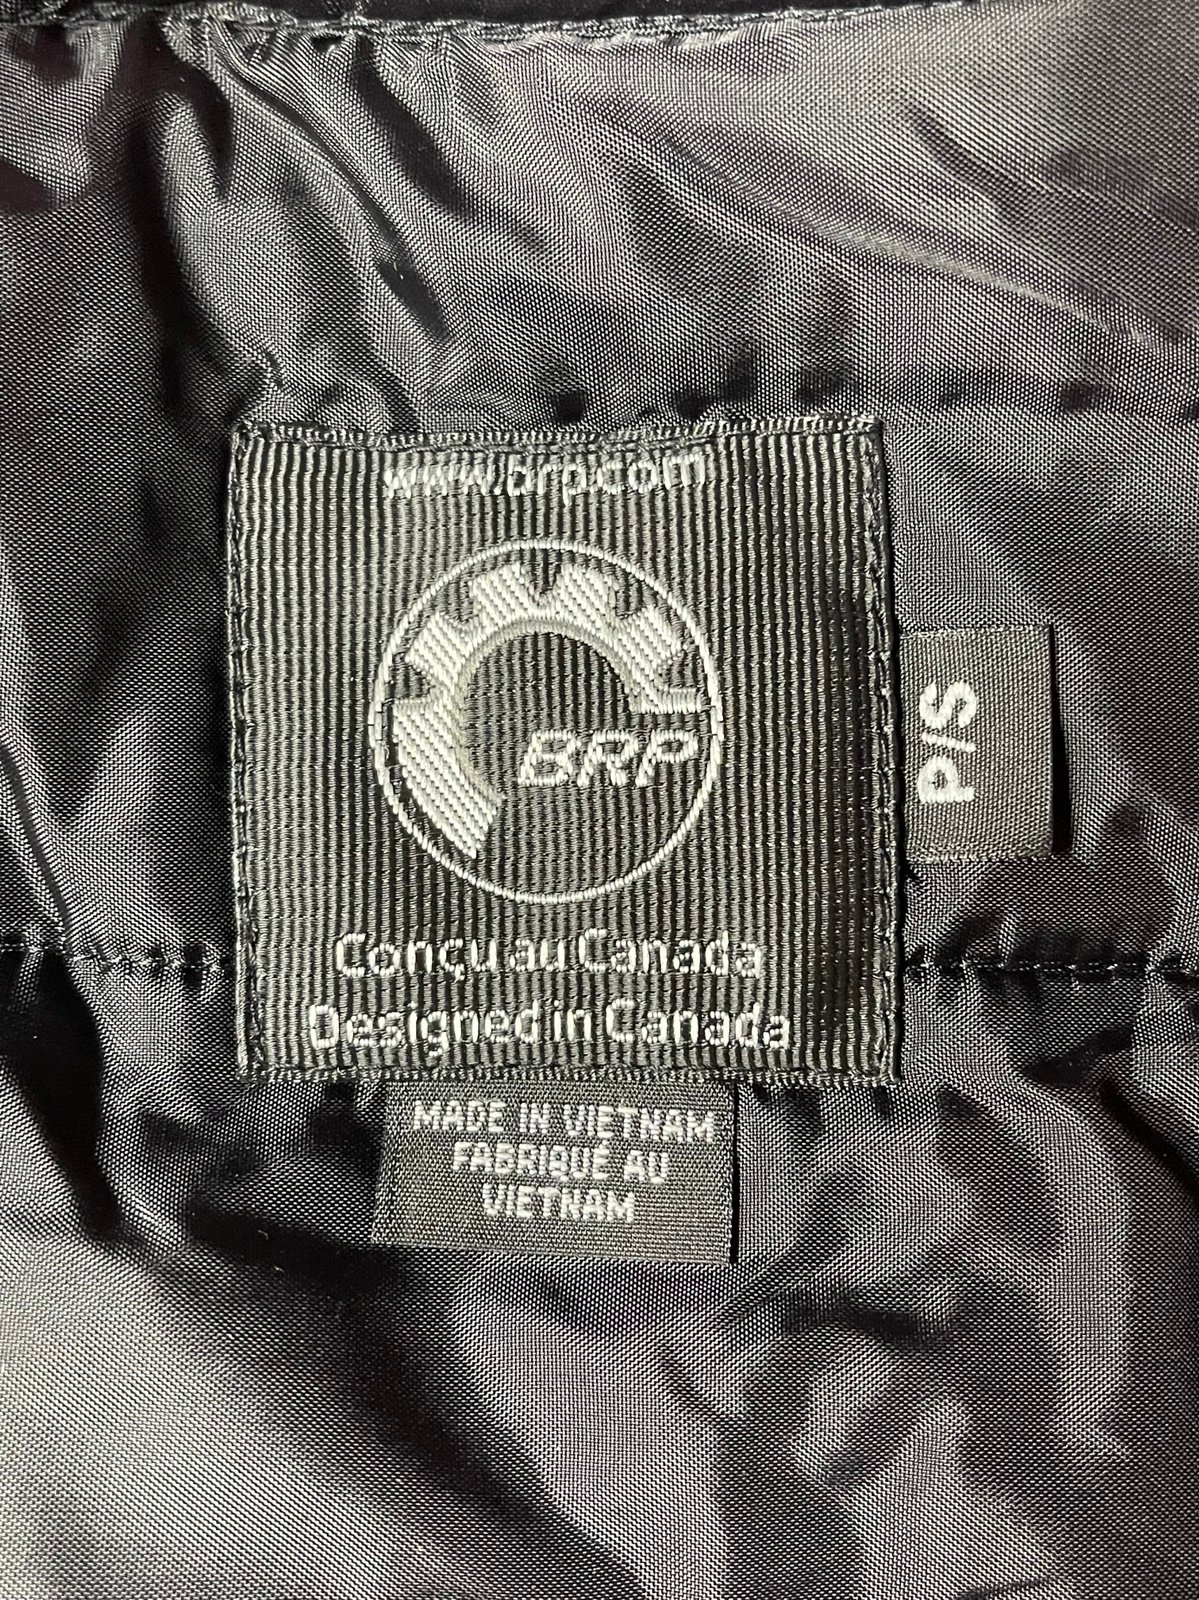 www.brp.com
BRP
P/S
Conçu au Canada
Designed in Canada
MADE IN VIETNAM
FABRIQUÉ AU
VIETNAM